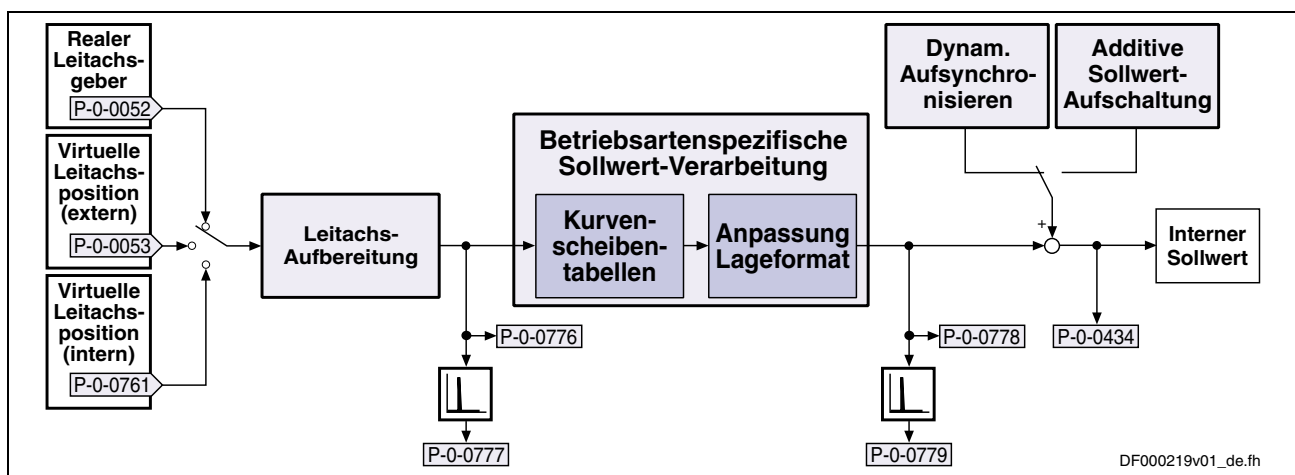 Realer
Leitachs-
geber
P-0-0052
Virtuelle
Leitachs-
position
(extern)
P-0-0053
Virtuelle
Leitachs-
position
(intern)
P-0-0761
Leitachs-
Aufbereitung
P-0-0776
P-0-0777
Betriebsartenspezifische
Sollwert-Verarbeitung
Kurven-
scheiben-
tabellen
Anpassung
Lageformat
P-0-0778
P-0-0779
Dynam.
Aufsynchro-
nisieren
Additive
Sollwert-
Aufschaltung
+
P-0-0434
Interner
Sollwert
DF000219v01_de.fh